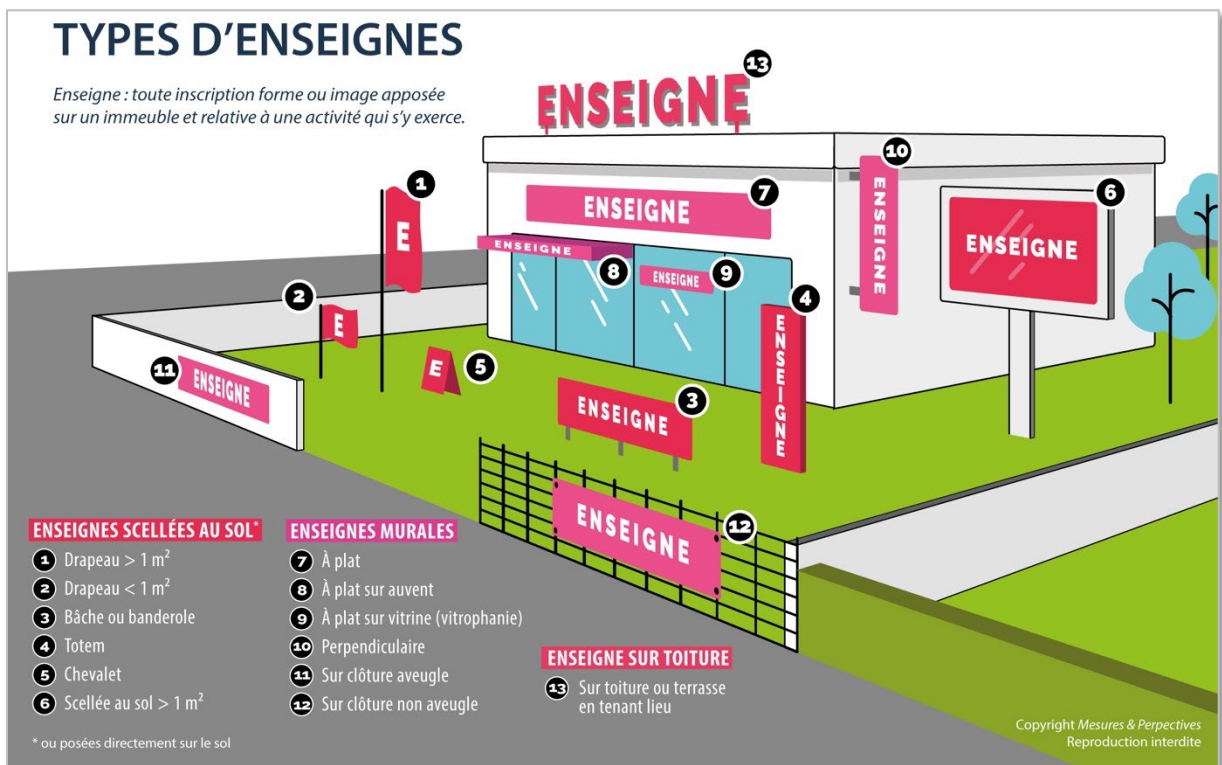 TYPES D'ENSEIGNES
Enseigne : toute inscription forme ou image apposée
sur un immeuble et relative à une activité qui s'y exerce.
13
ENSEIGNE
10
ENSEIGNE
1
E
7
ENSEIGNE
6
ENSEIGNE
ENSEIGNE
8
9
ENSEIGNE
2
E
4
ENSEIGNE
11
ENSEIGNE
E
5
3
ENSEIGNE
12
ENSEIGNE
ENSEIGNES SCELLÉES AU SOL*
1 Drapeau > 1 m²
2 Drapeau < 1 m²
3 Bâche ou banderole
4 Totem
5 Chevalet
6 Scellée au sol > 1 m²
* ou posées directement sur le sol
ENSEIGNES MURALES
7 À plat
8 À plat sur auvent
9 À plat sur vitrine (vitrophanie)
10 Perpendiculaire
11 Sur clôture aveugle
12 Sur clôture non aveugle
ENSEIGNE SUR TOITURE
13 Sur toiture ou terrasse
en tenant lieu
Copyright Mesures & Perpectives
Reproduction interdite